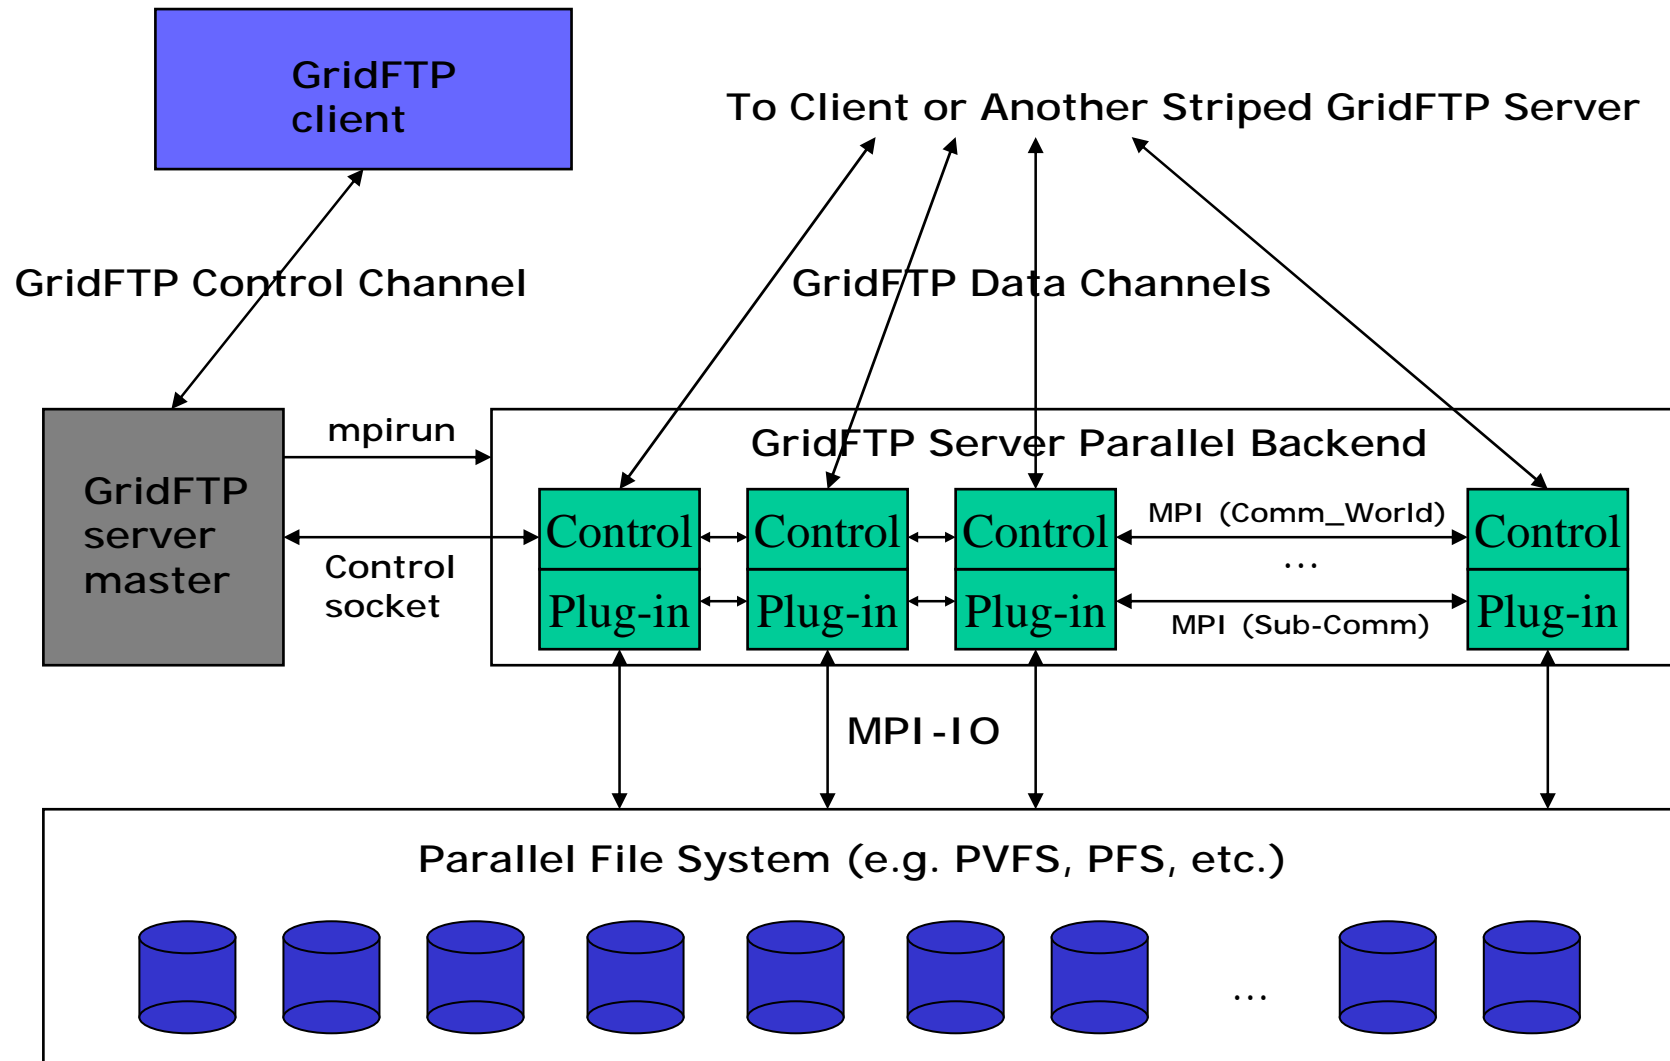 GridFTP
client
To Client or Another Striped GridFTP Server
GridFTP Control Channel
GridFTP Data Channels
mpirun
GridFTP Server Parallel Backend
GridFTP
server
master
Control
socket
Control
Control
Control
MPI (Comm_World)
...
Control
Plug-in
Plug-in
Plug-in
MPI (Sub-Comm)
Plug-in
MPI-IO
Parallel File System (e.g. PVFS, PFS, etc.)
...